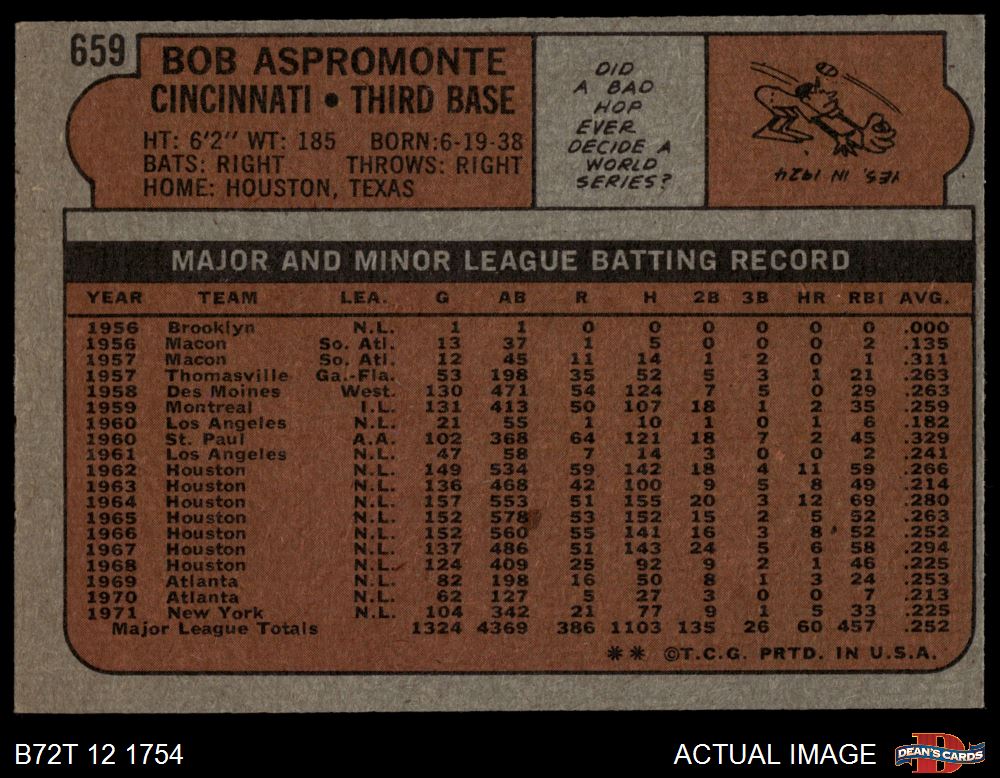 659
BOB ASPROMONTE
CINCINNATI • THIRD BASE
HT: 6'2" WT: 185 BORN:6-19-38
BATS: RIGHT THROWS: RIGHT
HOME: HOUSTON, TEXAS
DID
A BAD
HOP
EVER
DECIDE A
WORLD
SERIES?
YES, IN 1924
MAJOR AND MINOR LEAGUE BATTING RECORD
YEAR TEAM LEA. G AB R H 2B 3B HR RBI AVG.
1956 Brooklyn N.L. 1 1 0 0 0 0 0 0 .000
1956 Macon So. Atl. 13 37 1 5 0 0 0 2 .135
1957 Macon So. Atl. 12 45 11 14 1 2 0 1 .311
1957 Thomasville Ga.-Fla. 53 198 35 52 5 3 1 21 .263
1958 Des Moines West. 130 471 54 124 7 5 0 29 .263
1959 Montreal I.L. 131 413 50 107 18 1 2 35 .259
1960 Los Angeles N.L. 21 55 1 10 1 0 1 6 .182
1960 St. Paul A.A. 102 368 64 121 18 7 2 45 .329
1961 Los Angeles N.L. 47 58 7 14 3 0 0 2 .241
1962 Houston N.L. 149 534 59 142 18 4 11 59 .266
1963 Houston N.L. 136 468 42 100 9 5 8 49 .214
1964 Houston N.L. 157 553 51 155 20 3 12 69 .280
1965 Houston N.L. 152 578 53 152 15 2 5 52 .263
1966 Houston N.L. 152 560 55 141 16 3 8 52 .252
1967 Houston N.L. 137 486 51 143 24 5 6 58 .294
1968 Houston N.L. 124 409 25 92 9 2 1 46 .225
1969 Atlanta N.L. 82 198 16 50 8 1 3 24 .253
1970 Atlanta N.L. 62 127 5 27 3 0 0 7 .213
1971 New York N.L. 104 342 21 77 9 1 5 33 .225
Major League Totals 1324 4369 386 1103 135 26 60 457 .252
** ©T.C.G. PRTD. IN U.S.A.
B72T 12 1754
ACTUAL IMAGE
DEAN'S CARDS